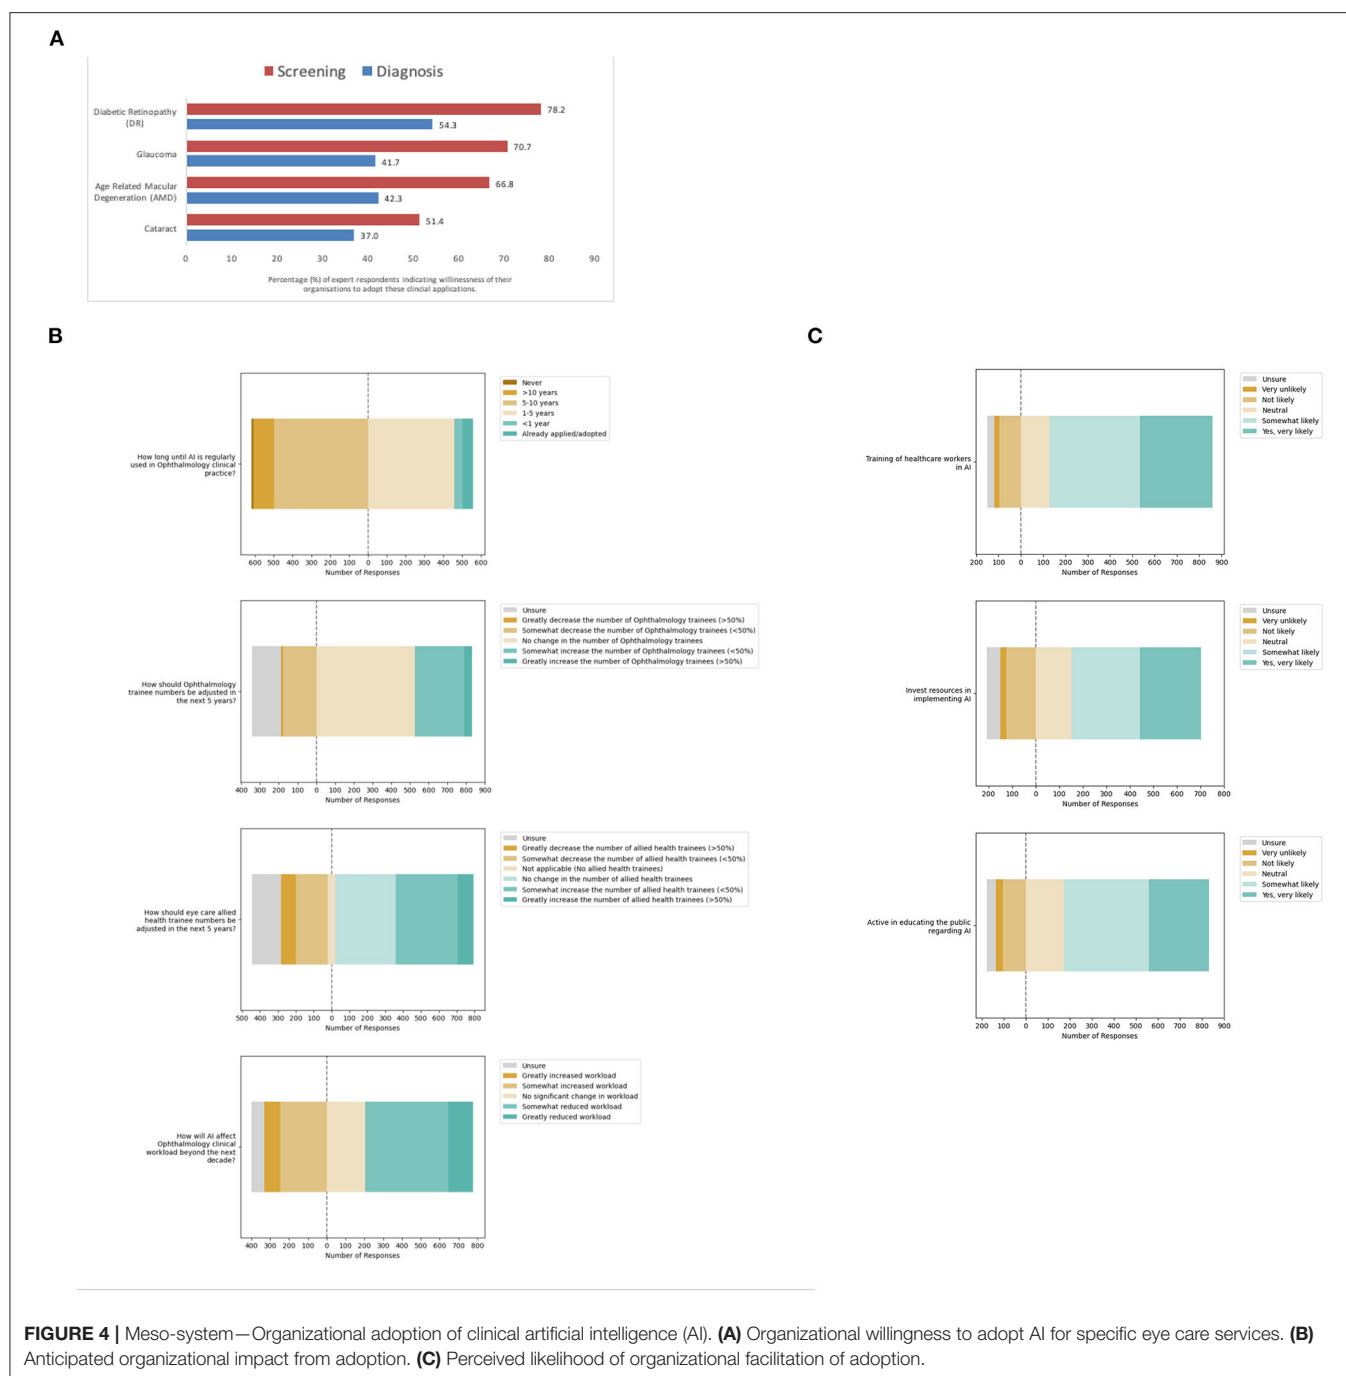 A
Screening Diagnosis
Diabetic Retinopathy
(DR)
78.2
54.3
Glaucoma
70.7
41.7
Age Related Macular
Degeneration (AMD)
66.8
42.3
Cataract
51.4
37.0
0 10 20 30 40 50 60 70 80 90
Percentage (%) of expert respondents indicating willinessness of their
organisations to adopt these clincial applications.
B
How long until AI is regularly
used in Ophthalmology clinical
practice?
Never
>10 years
5-10 years
1-5 years
<1 year
Already applied/adopted
600 500 400 300 200 100 0 100 200 300 400 500 600
Number of Responses
How should Ophthalmology
trainee numbers be adjusted in
the next 5 years?
Unsure
Greatly decrease the number of Ophthalmology trainees (>50%)
Somewhat decrease the number of Ophthalmology trainees (<50%)
No change in the number of Ophthalmology trainees
Somewhat increase the number of Ophthalmology trainees (<50%)
Greatly increase the number of Ophthalmology trainees (>50%)
400 300 200 100 0 100 200 300 400 500 600 700 800 900
Number of Responses
How should eye care allied
health trainee numbers be
adjusted in the next 5 years?
Unsure
Greatly decrease the number of allied health trainees (>50%)
Somewhat decrease the number of allied health trainees (<50%)
Not applicable (No allied health trainees)
No change in the number of allied health trainees
Somewhat increase the number of allied health trainees (<50%)
Greatly increase the number of allied health trainees (>50%)
500 400 300 200 100 0 100 200 300 400 500 600 700 800
Number of Responses
How will AI affect
Ophthalmology clinical
workload beyond the next
decade?
Unsure
Greatly increased workload
Somewhat increased workload
No significant change in workload
Somewhat reduced workload
Greatly reduced workload
400 300 200 100 0 100 200 300 400 500 600 700 800
Number of Responses
C
Training of healthcare workers
in AI
Unsure
Very unlikely
Not likely
Neutral
Somewhat likely
Yes, very likely
200 100 0 100 200 300 400 500 600 700 800 900
Number of Responses
Invest resources in
implementing AI
Unsure
Very unlikely
Not likely
Neutral
Somewhat likely
Yes, very likely
200 100 0 100 200 300 400 500 600 700 800
Number of Responses
Active in educating the public
regarding AI
Unsure
Very unlikely
Not likely
Neutral
Somewhat likely
Yes, very likely
200 100 0 100 200 300 400 500 600 700 800 900
Number of Responses
FIGURE 4 | Meso-system—Organizational adoption of clinical artificial intelligence (AI). (A) Organizational willingness to adopt AI for specific eye care services. (B)
Anticipated organizational impact from adoption. (C) Perceived likelihood of organizational facilitation of adoption.